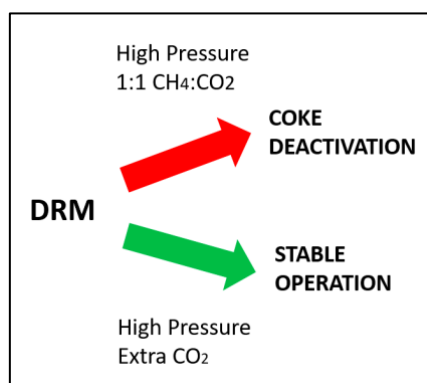 High Pressure
1:1 CH₄:CO₂
COKE
DEACTIVATION
DRM
STABLE
OPERATION
High Pressure
Extra CO₂